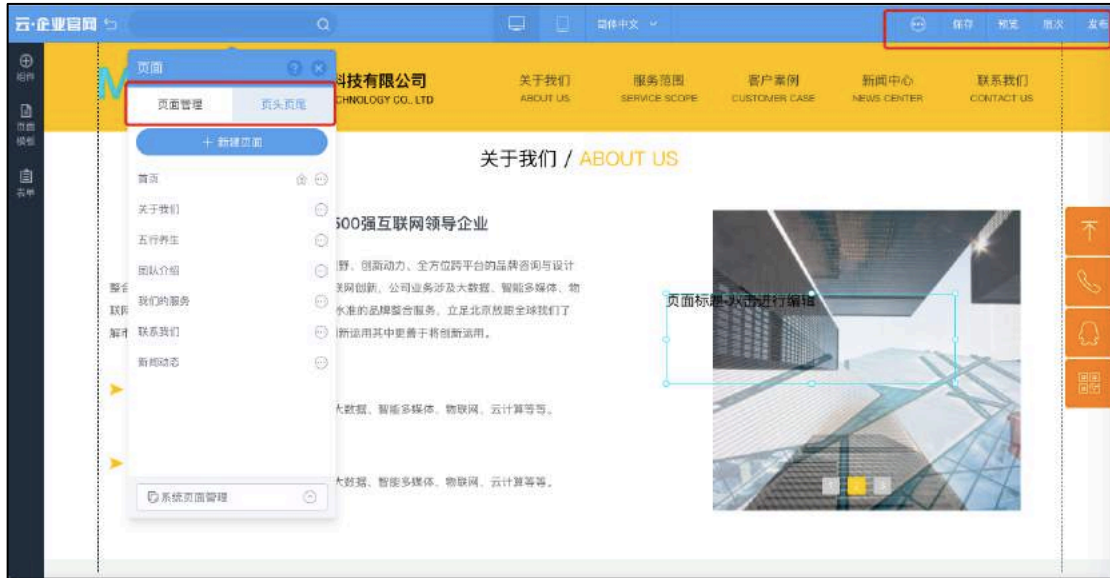 云·企业官网
简体中文
保存 预览 批次 发布
组件
页面模板
表单
页面
页面管理 页头页尾
+ 新建页面
首页
关于我们
五行养生
团队介绍
我们的服务
联系我们
新闻动态
系统页面管理
M
科技有限公司
CHNOLOGY CO., LTD
关于我们 服务范围 客户案例 新闻中心 联系我们
ABOUT US SERVICE SCOPE CUSTOMER CASE NEWS CENTER CONTACT US
关于我们 / ABOUT US
500强互联网领导企业
野、创新动力、全方位跨平台的品牌咨询与设计
整合
联网创新,公司业务涉及大数据、智能多媒体、物
联网
水准的品牌整合服务,立足北京放眼全球我们了
解市
新运用其中更善于将创新运用。
大数据、智能多媒体、物联网、云计算等等。
大数据、智能多媒体、物联网、云计算等等。
页面标题-双击进行编辑
1 2 3